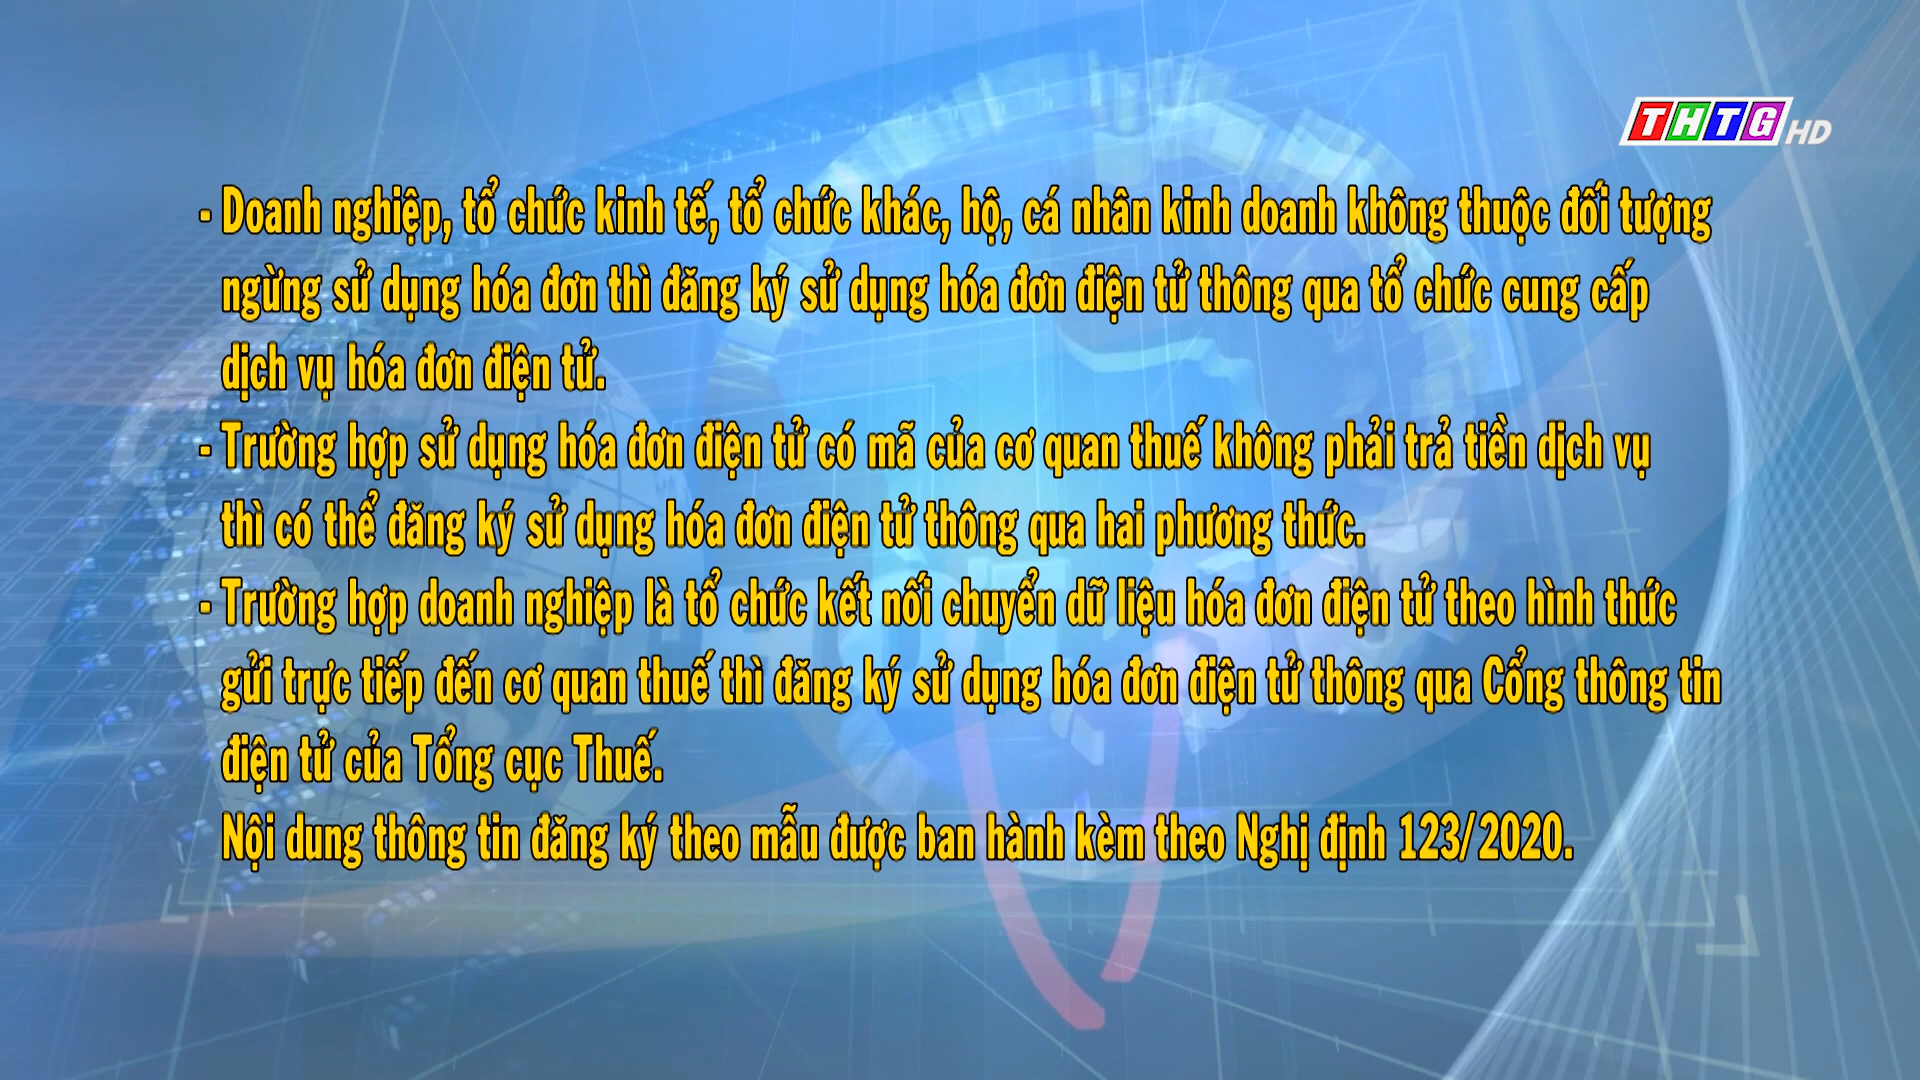 THTG HD
- Doanh nghiệp, tổ chức kinh tế, tổ chức khác, hộ, cá nhân kinh doanh không thuộc đối tượng
ngừng sử dụng hóa đơn thì đăng ký sử dụng hóa đơn điện tử thông qua tổ chức cung cấp
dịch vụ hóa đơn điện tử.
- Trường hợp sử dụng hóa đơn điện tử có mã của cơ quan thuế không phải trả tiền dịch vụ
thì có thể đăng ký sử dụng hóa đơn điện tử thông qua hai phương thức.
- Trường hợp doanh nghiệp là tổ chức kết nối chuyển dữ liệu hóa đơn điện tử theo hình thức
gửi trực tiếp đến cơ quan thuế thì đăng ký sử dụng hóa đơn điện tử thông qua Cổng thông tin
điện tử của Tổng cục Thuế.
Nội dung thông tin đăng ký theo mẫu được ban hành kèm theo Nghị định 123/2020.